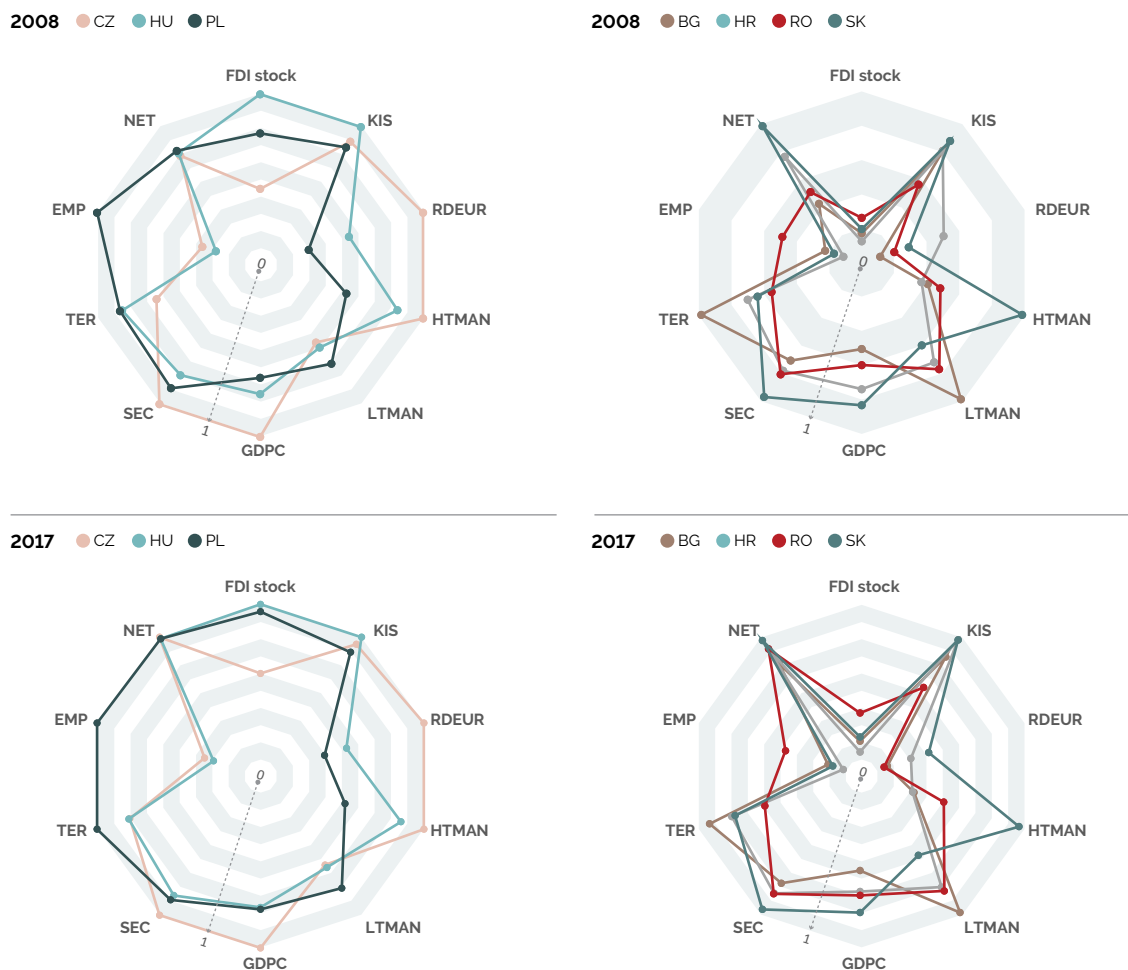 2008 CZ HU PL
FDI stock
NET KIS
EMP RDEUR
0
TER HTMAN
SEC LTMAN
1
GDPC
2008 BG HR RO SK
NET KIS
EMP RDEUR
0
TER HTMAN
SEC LTMAN
1
GDPC
2017 CZ HU PL
FDI stock
NET KIS
EMP RDEUR
0
TER HTMAN
SEC LTMAN
1
GDPC
2017 BG HR RO SK
FDI stock
NET KIS
EMP RDEUR
0
TER HTMAN
SEC LTMAN
1
GDPC